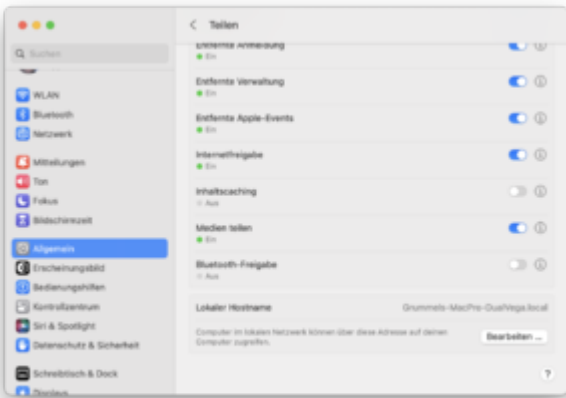 Teilen
Suchen
WLAN
Bluetooth
Netzwerk
Mitteilungen
Ton
Fokus
Bildschirmzeit
Allgemein
Erscheinungsbild
Bedienungshilfen
Kontrollzentrum
Siri & Spotlight
Datenschutz & Sicherheit
Schreibtisch & Dock
Displays
Entfernte Anmeldung
Ein
Entfernte Verwaltung
Ein
Entfernte Apple-Events
Ein
Internetfreigabe
Ein
Inhaltscaching
Aus
Medien teilen
Ein
Bluetooth-Freigabe
Aus
Lokaler Hostname Grummels-MacPro-DualVega.local
Computer im lokalen Netzwerk können über diese Adresse auf deinen
Computer zugreifen.
Bearbeiten ...
?